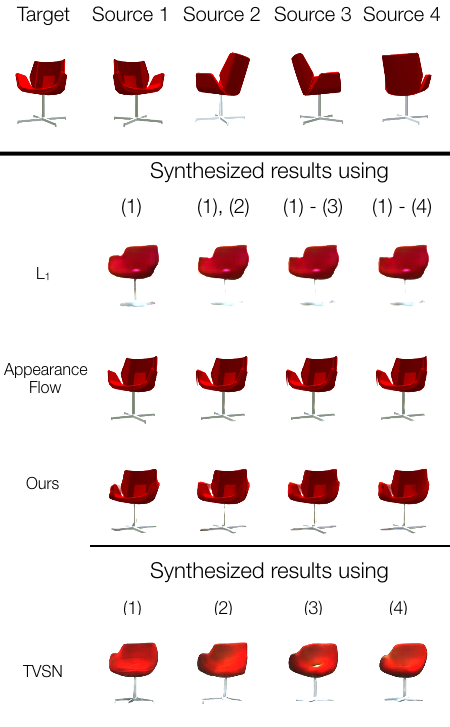 Target Source 1 Source 2 Source 3 Source 4
Synthesized results using
(1) (1), (2) (1) - (3) (1) - (4)
L₁
Appearance
Flow
Ours
Synthesized results using
(1) (2) (3) (4)
TVSN